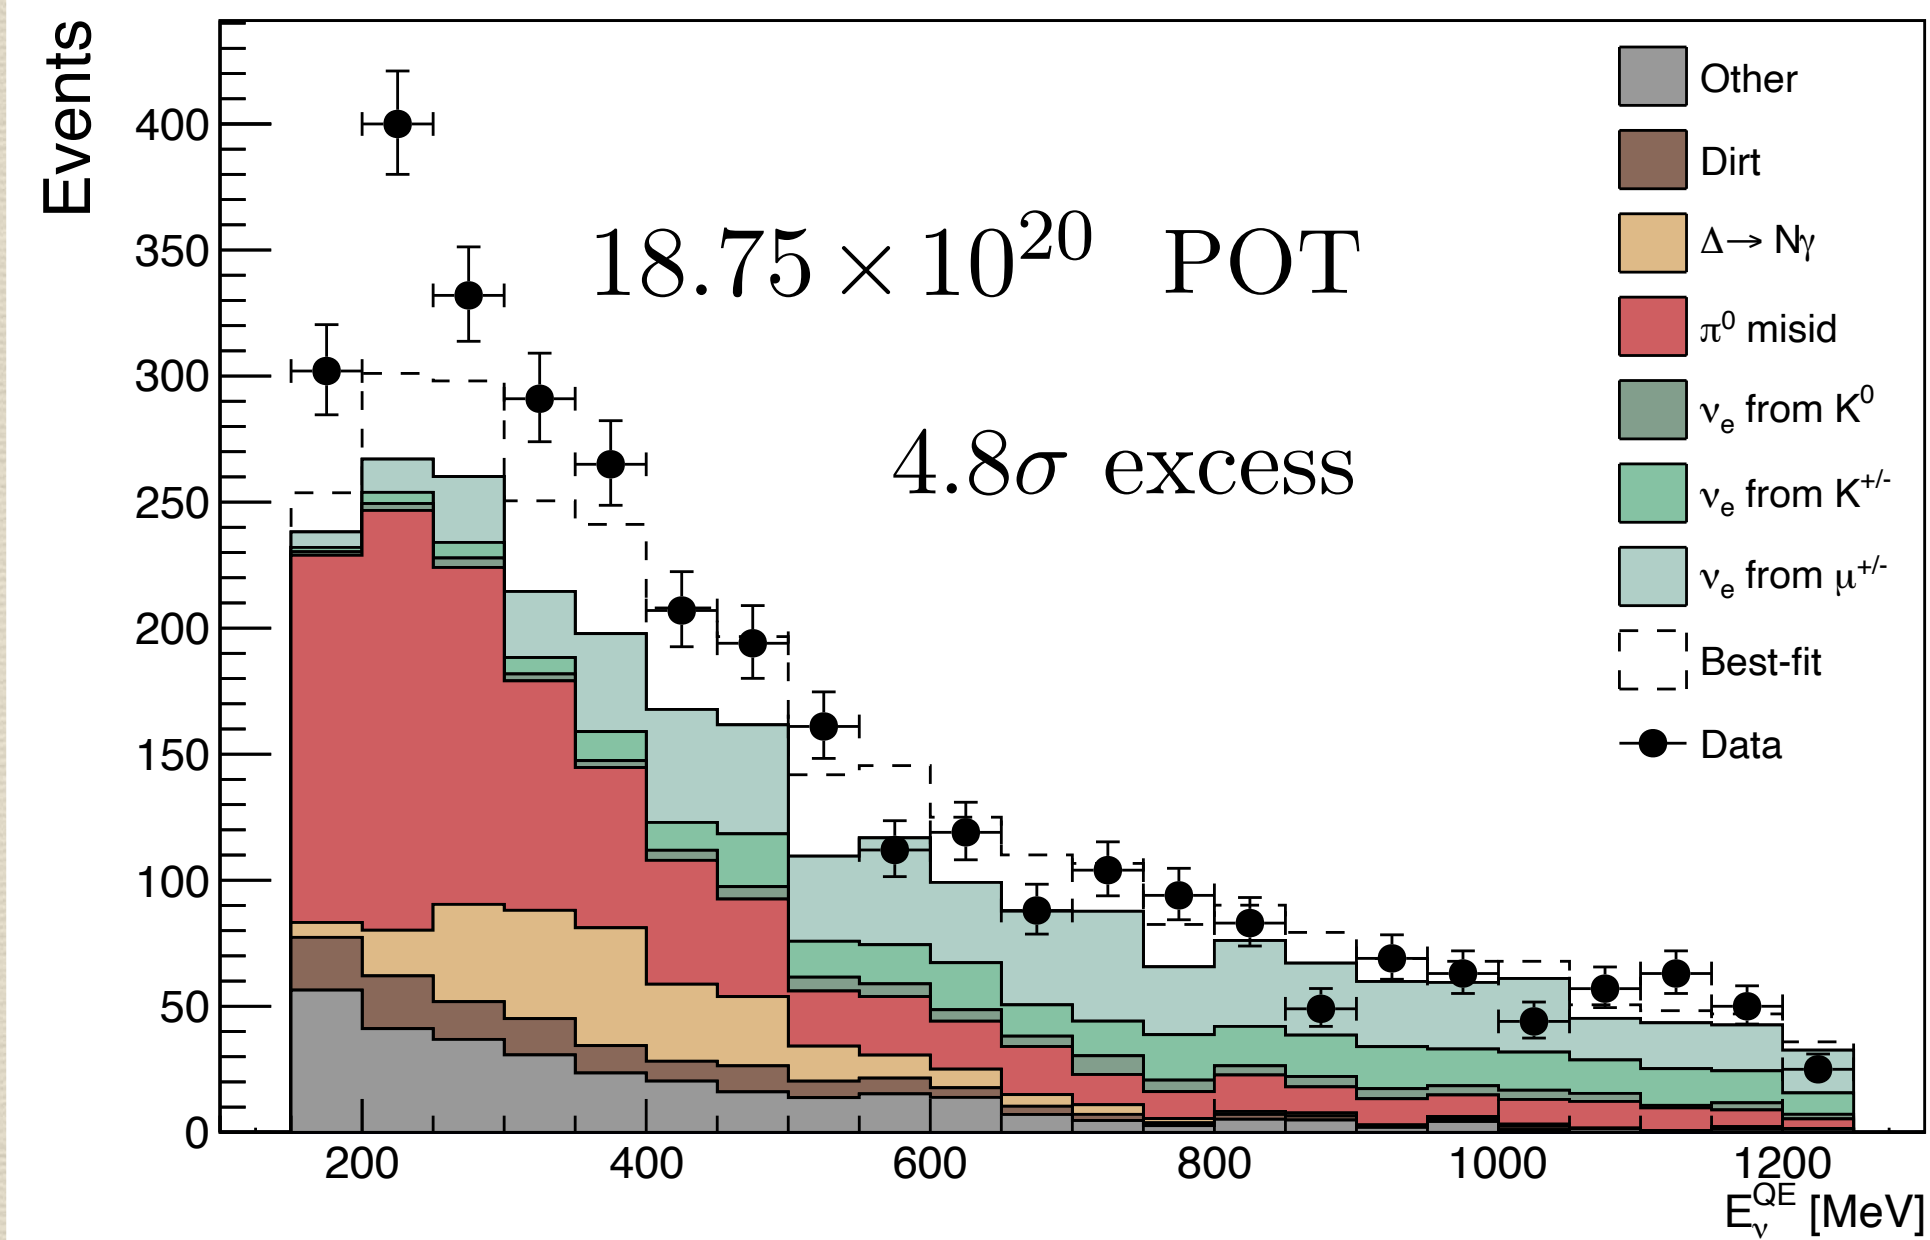 Events
400
350
300
250
200
150
100
50
0
200 400 600 800 1000 1200
E_ν^QE [MeV]
18.75 × 10^20 POT
4.8σ excess
Other
Dirt
Δ→ Nγ
π^0 misid
ν_e from K^0
ν_e from K^+/-
ν_e from μ^+/-
Best-fit
Data